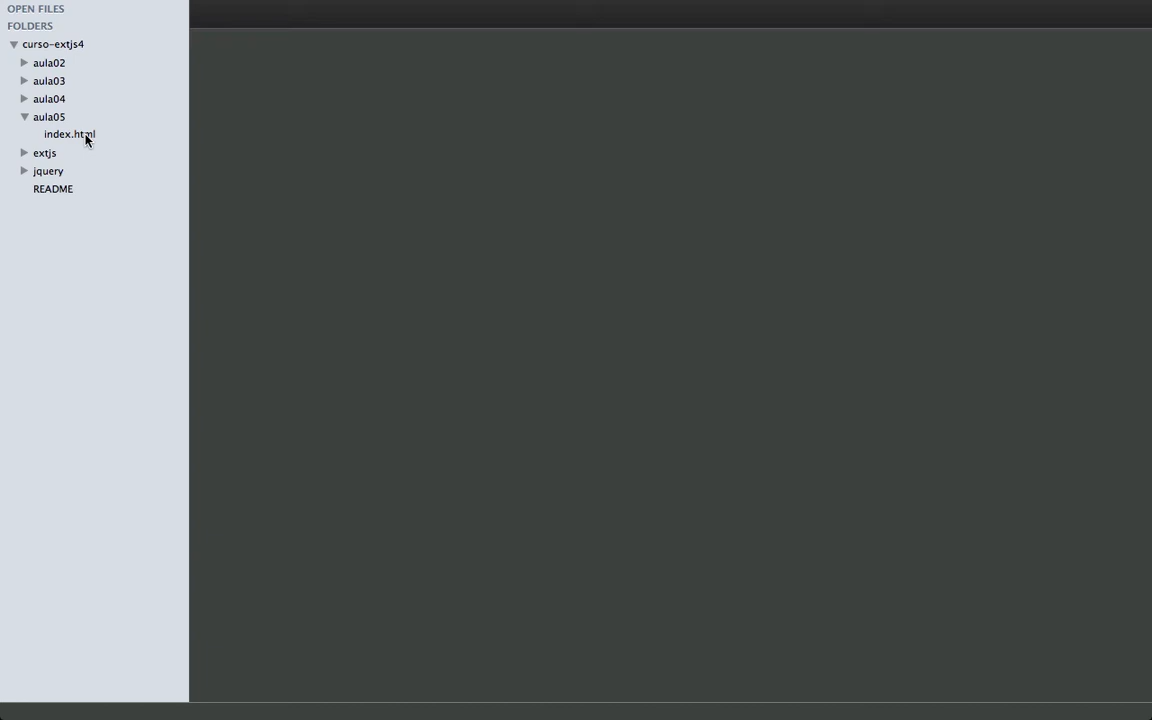 OPEN FILES
FOLDERS
curso-extjs4
aula02
aula03
aula04
aula05
index.html
extjs
jquery
README